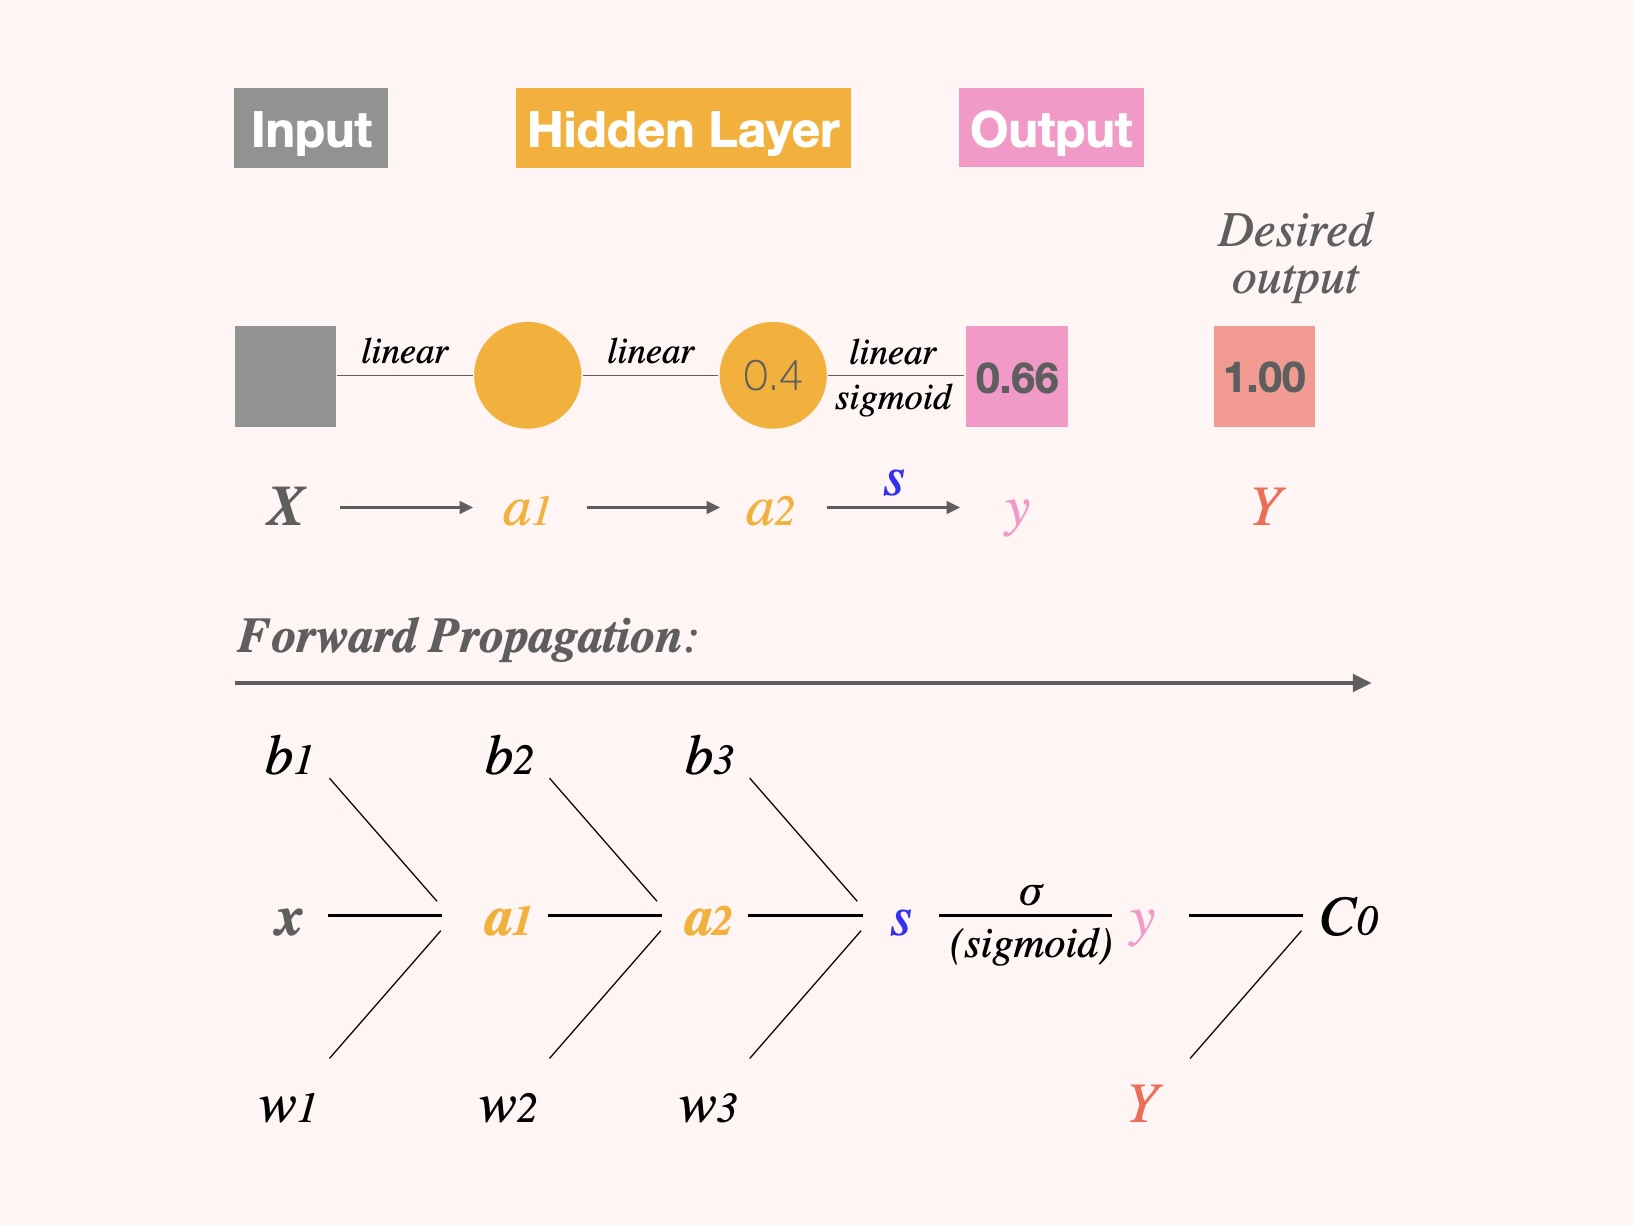 Input Hidden Layer Output
Desired
output
linear linear linear
0.4 0.66 1.00
sigmoid
s
X a1 a2 y Y
Forward Propagation:
b1 b2 b3
σ
x a1 a2 s y C0
(sigmoid)
w1 w2 w3 Y